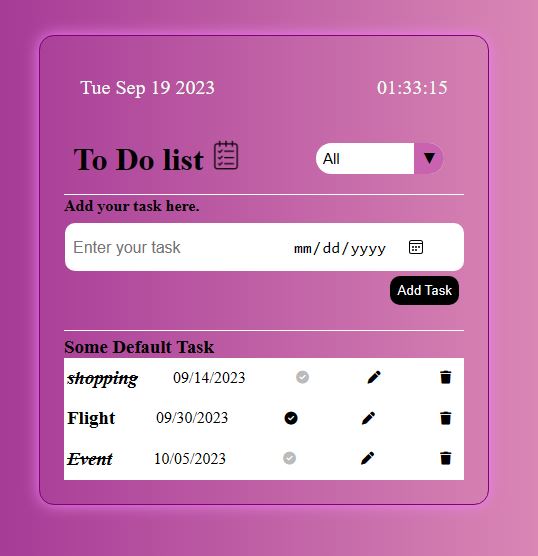 Tue Sep 19 2023 01:33:15
To Do list
All ▼
Add your task here.
Enter your task mm/dd/yyyy
Add Task
Some Default Task
shopping 09/14/2023
Flight 09/30/2023
Event 10/05/2023